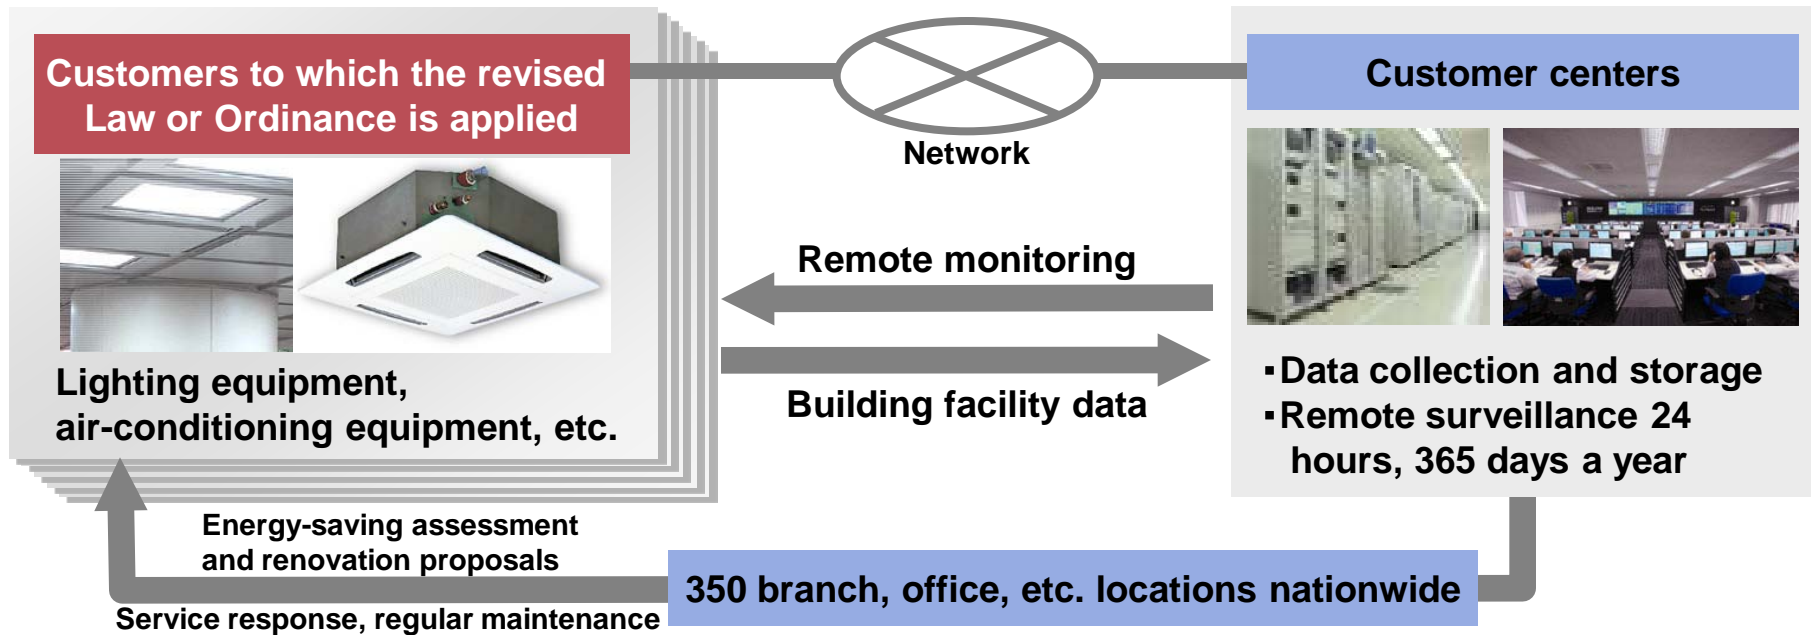 Customers to which the revised
Law or Ordinance is applied
Lighting equipment,
air-conditioning equipment, etc.
Network
Remote monitoring
Building facility data
Customer centers
▪Data collection and storage
▪Remote surveillance 24
hours, 365 days a year
Energy-saving assessment
and renovation proposals
Service response, regular maintenance
350 branch, office, etc. locations nationwide